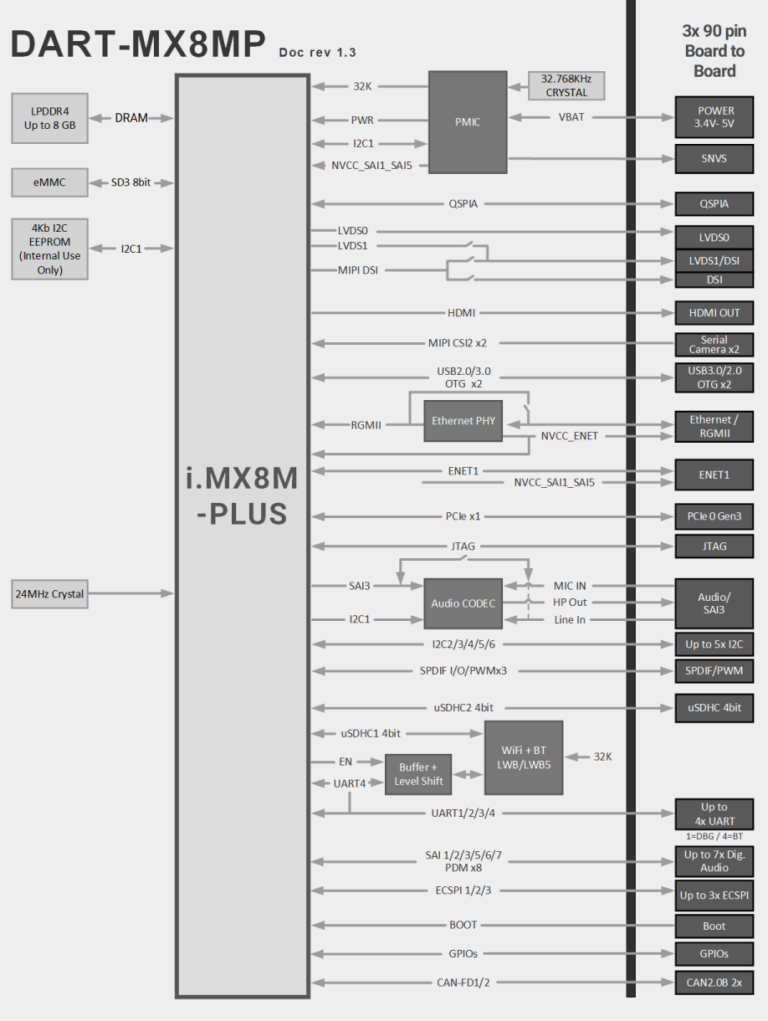 DART-MX8MP Doc rev 1.3
3x 90 pin
Board to
Board
LPDDR4
Up to 8 GB
DRAM
eMMC
SD3 8bit
4Kb I2C
EEPROM
(Internal Use
Only)
I2C1
24MHz Crystal
i.MX8M
-PLUS
32K
PWR
I2C1
NVCC_SAI1_SAI5
PMIC
32.768KHz
CRYSTAL
VBAT
POWER
3.4V- 5V
SNVS
QSPIA
QSPIA
LVDS0
LVDS0
LVDS1
LVDS1/DSI
MIPI DSI
DSI
HDMI
HDMI OUT
MIPI CSI2 x2
Serial
Camera x2
USB2.0/3.0
OTG x2
USB3.0/2.0
OTG x2
RGMII
Ethernet PHY
NVCC_ENET
Ethernet /
RGMII
ENET1
NVCC_SAI1_SAI5
ENET1
PCIe x1
PCIe 0 Gen3
JTAG
JTAG
SAI3
I2C1
Audio CODEC
MIC IN
HP Out
Line In
Audio/
SAI3
I2C2/3/4/5/6
Up to 5x I2C
SPDIF I/O/PWMx3
SPDIF/PWM
uSDHC2 4bit
uSDHC 4bit
uSDHC1 4bit
WiFi + BT
LWB/LWB5
32K
EN
UART4
Buffer +
Level Shift
UART1/2/3/4
Up to
4x UART
1=DBG / 4=BT
SAI 1/2/3/5/6/7
PDM x8
Up to 7x Dig.
Audio
ECSPI 1/2/3
Up to 3x ECSPI
BOOT
Boot
GPIOs
GPIOs
CAN-FD1/2
CAN2.0B 2x